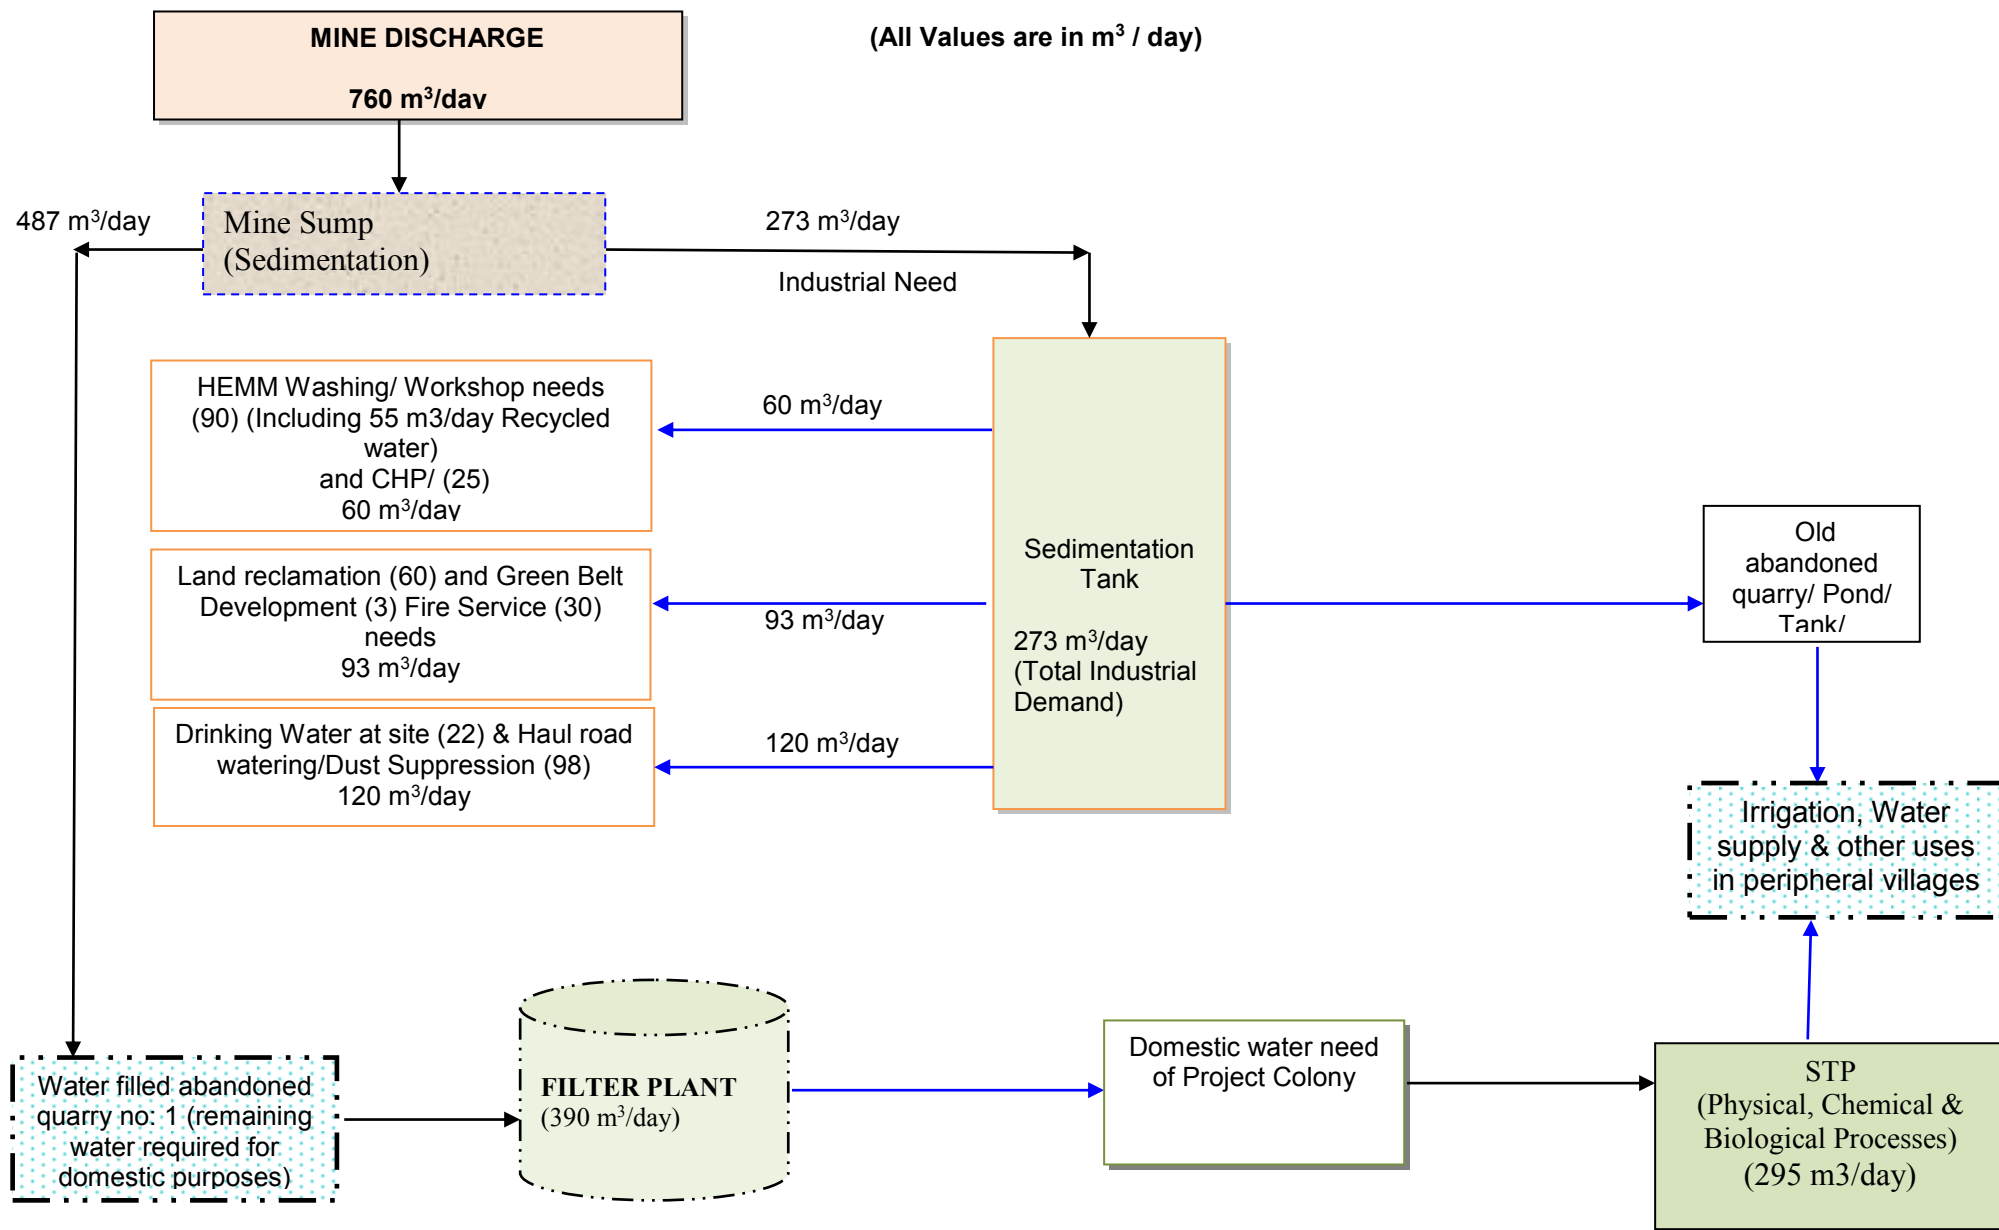 MINE DISCHARGE
760 m³/day
(All Values are in m³ / day)
487 m³/day
Mine Sump
(Sedimentation)
273 m³/day
Industrial Need
HEMM Washing/ Workshop needs
(90) (Including 55 m3/day Recycled
water)
and CHP/ (25)
60 m³/day
60 m³/day
Land reclamation (60) and Green Belt
Development (3) Fire Service (30)
needs
93 m³/day
93 m³/day
Drinking Water at site (22) & Haul road
watering/Dust Suppression (98)
120 m³/day
120 m³/day
Sedimentation
Tank
273 m³/day
(Total Industrial
Demand)
Old
abandoned
quarry/ Pond/
Tank/
Irrigation, Water
supply & other uses
in peripheral villages
Water filled abandoned
quarry no: 1 (remaining
water required for
domestic purposes)
FILTER PLANT
(390 m³/day)
Domestic water need
of Project Colony
STP
(Physical, Chemical &
Biological Processes)
(295 m3/day)